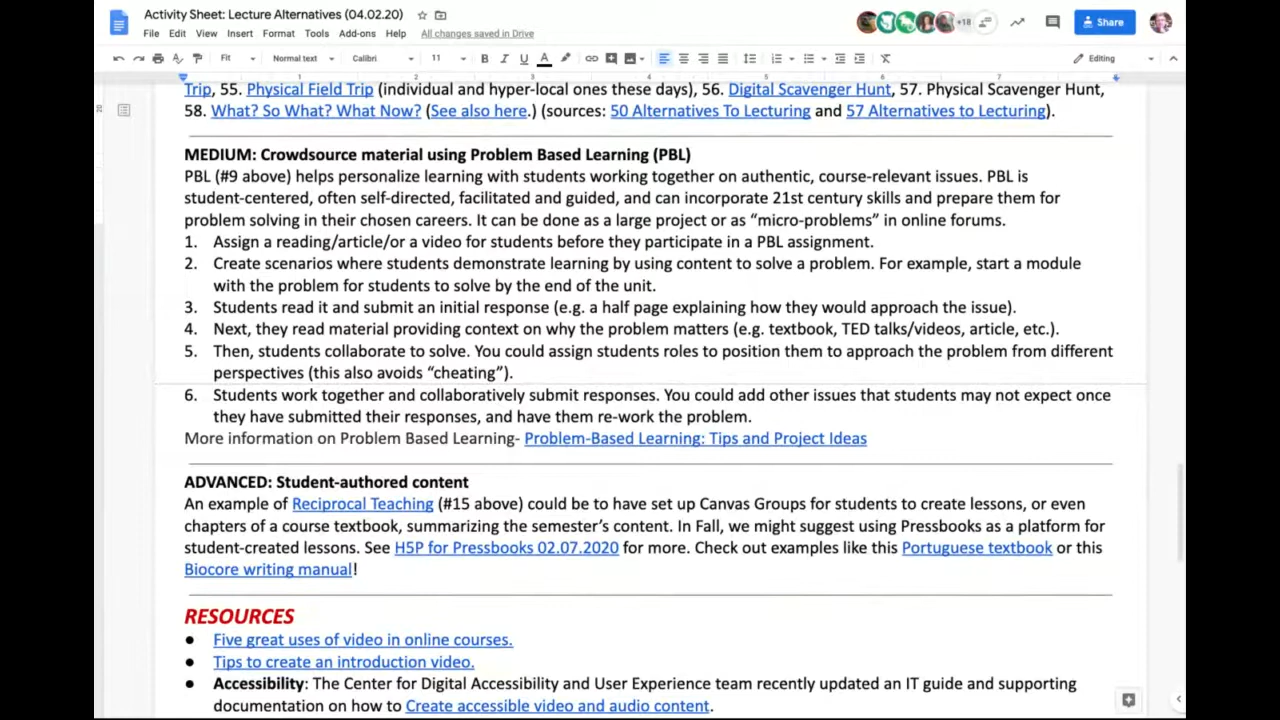 Activity Sheet: Lecture Alternatives (04.02.20)
+18
Share
File Edit View Insert Format Tools Add-ons Help All changes saved in Drive
Fit Normal text Calibri 11 B I U A Editing
1 2 3 4 5 6 7
Trip, 55. Physical Field Trip (individual and hyper-local ones these days), 56. Digital Scavenger Hunt, 57. Physical Scavenger Hunt,
58. What? So What? What Now? (See also here.) (sources: 50 Alternatives To Lecturing and 57 Alternatives to Lecturing).
MEDIUM: Crowdsource material using Problem Based Learning (PBL)
PBL (#9 above) helps personalize learning with students working together on authentic, course-relevant issues. PBL is
student-centered, often self-directed, facilitated and guided, and can incorporate 21st century skills and prepare them for
problem solving in their chosen careers. It can be done as a large project or as “micro-problems” in online forums.
1. Assign a reading/article/or a video for students before they participate in a PBL assignment.
2. Create scenarios where students demonstrate learning by using content to solve a problem. For example, start a module
with the problem for students to solve by the end of the unit.
3. Students read it and submit an initial response (e.g. a half page explaining how they would approach the issue).
4. Next, they read material providing context on why the problem matters (e.g. textbook, TED talks/videos, article, etc.).
5. Then, students collaborate to solve. You could assign students roles to position them to approach the problem from different
perspectives (this also avoids “cheating”).
6. Students work together and collaboratively submit responses. You could add other issues that students may not expect once
they have submitted their responses, and have them re-work the problem.
More information on Problem Based Learning- Problem-Based Learning: Tips and Project Ideas
ADVANCED: Student-authored content
An example of Reciprocal Teaching (#15 above) could be to have set up Canvas Groups for students to create lessons, or even
chapters of a course textbook, summarizing the semester’s content. In Fall, we might suggest using Pressbooks as a platform for
student-created lessons. See H5P for Pressbooks 02.07.2020 for more. Check out examples like this Portuguese textbook or this
Biocore writing manual!
RESOURCES
● Five great uses of video in online courses.
● Tips to create an introduction video.
● Accessibility: The Center for Digital Accessibility and User Experience team recently updated an IT guide and supporting
documentation on how to Create accessible video and audio content.